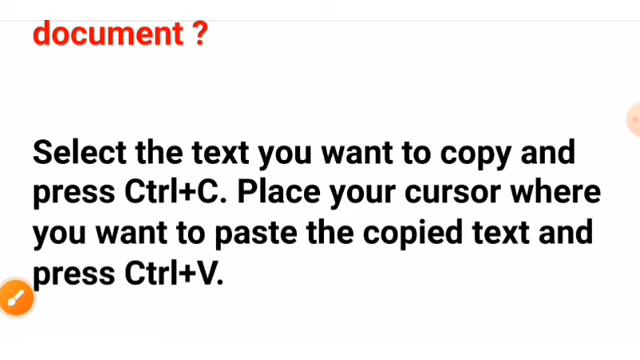 document ?
Select the text you want to copy and
press Ctrl+C. Place your cursor where
you want to paste the copied text and
press Ctrl+V.